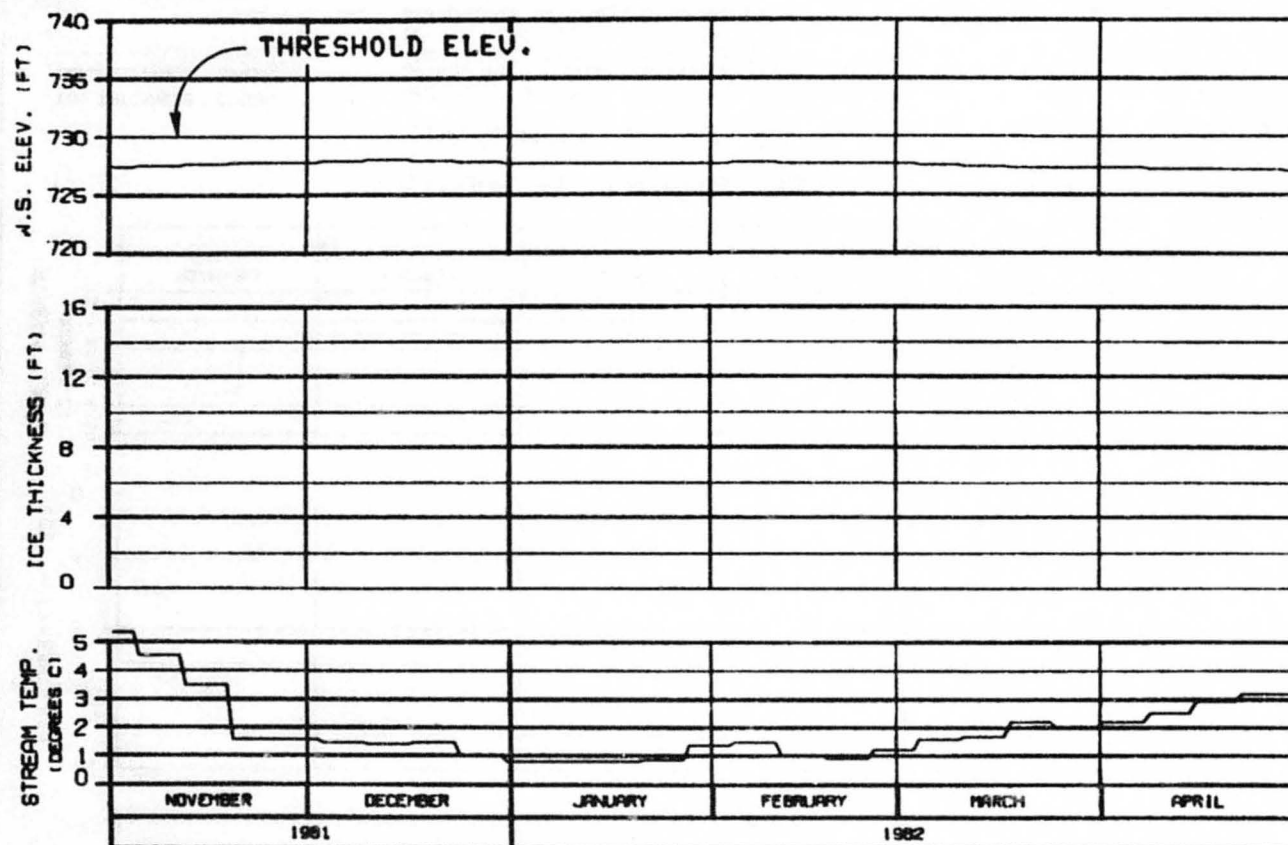 740
THRESHOLD ELEV.
735
730
725
720
W.S. ELEV. (FT)
16
12
8
4
0
ICE THICKNESS (FT)
5
4
3
2
1
0
STREAM TEMP.
(DEGREES C)
NOVEMBER DECEMBER JANUARY FEBRUARY MARCH APRIL
1981 1982